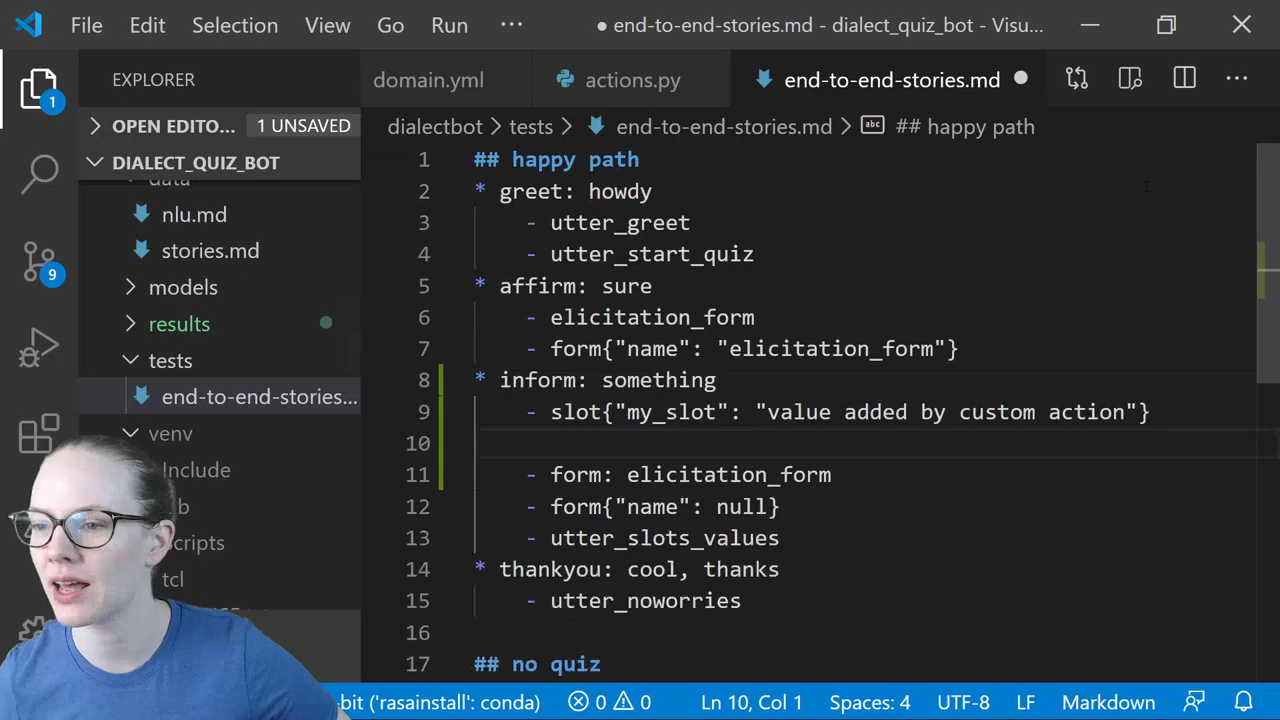 File Edit Selection View Go Run ··· ● end-to-end-stories.md - dialect_quiz_bot - Visu...
EXPLORER
1
OPEN EDITO... 1 UNSAVED
DIALECT_QUIZ_BOT
data
nlu.md
stories.md
models
results
tests
end-to-end-stories...
venv
Include
scripts
tcl
9
domain.yml actions.py end-to-end-stories.md
dialectbot > tests > end-to-end-stories.md > abc ## happy path
1 ## happy path
2 * greet: howdy
3 - utter_greet
4 - utter_start_quiz
5 * affirm: sure
6 - elicitation_form
7 - form{"name": "elicitation_form"}
8 * inform: something
9 - slot{"my_slot": "value added by custom action"}
10
11 - form: elicitation_form
12 - form{"name": null}
13 - utter_slots_values
14 * thankyou: cool, thanks
15 - utter_noworries
16
17 ## no quiz
-bit ('rasainstall': conda) 0 0 Ln 10, Col 1 Spaces: 4 UTF-8 LF Markdown